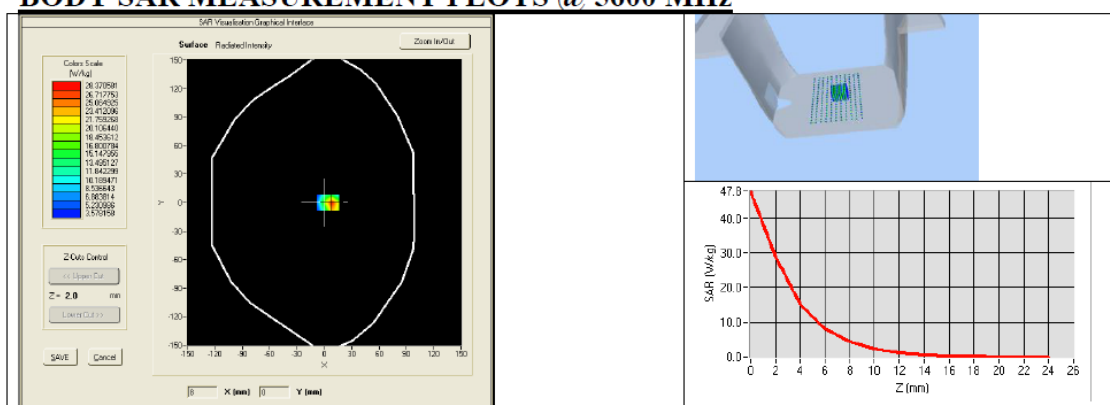 BODY SAR MEASUREMENT PLOTS @ 5600 MHz
SAR Visualisation Graphical Interface
Surface Radiated Intensity
Zoom In/Out
Colors Scale
(W/kg)
28.370581
26.717753
25.064925
23.412096
21.759268
20.106440
18.453612
16.800784
15.147955
13.495127
11.842299
10.189471
8.536643
6.883814
5.230986
3.578158
Z-Cuts Control
<< Upper Cut
Z = 2.0 mm
Lower Cut >>
SAVE Cancel
150
120
90
30
Y
0
-30
-60
-90
-120
-150
-150 -120 -90 -60 -30 0 30 60 90 120 150
X
8 X (mm) 0 Y (mm)
SAR (W/kg)
47.8
40.0
30.0
20.0
10.0
0.0
0 2 4 6 8 10 12 14 16 18 20 22 24 26
Z (mm)